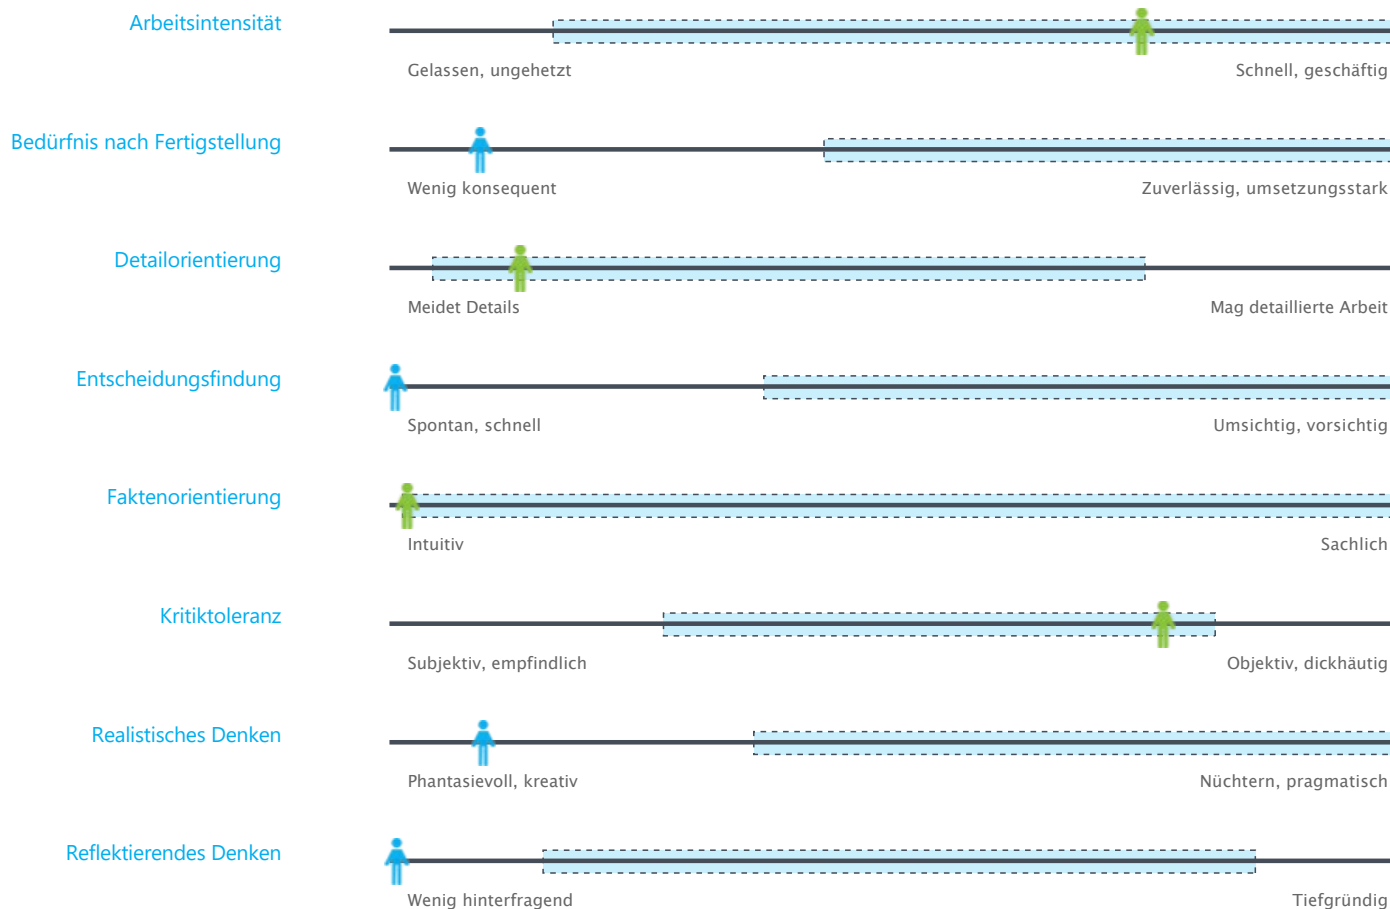 Arbeitsintensität
Gelassen, ungehetzt Schnell, geschäftig
Bedürfnis nach Fertigstellung
Wenig konsequent Zuverlässig, umsetzungsstark
Detailorientierung
Meidet Details Mag detaillierte Arbeit
Entscheidungsfindung
Spontan, schnell Umsichtig, vorsichtig
Faktenorientierung
Intuitiv Sachlich
Kritiktoleranz
Subjektiv, empfindlich Objektiv, dickhäutig
Realistisches Denken
Phantasievoll, kreativ Nüchtern, pragmatisch
Reflektierendes Denken
Wenig hinterfragend Tiefgründig